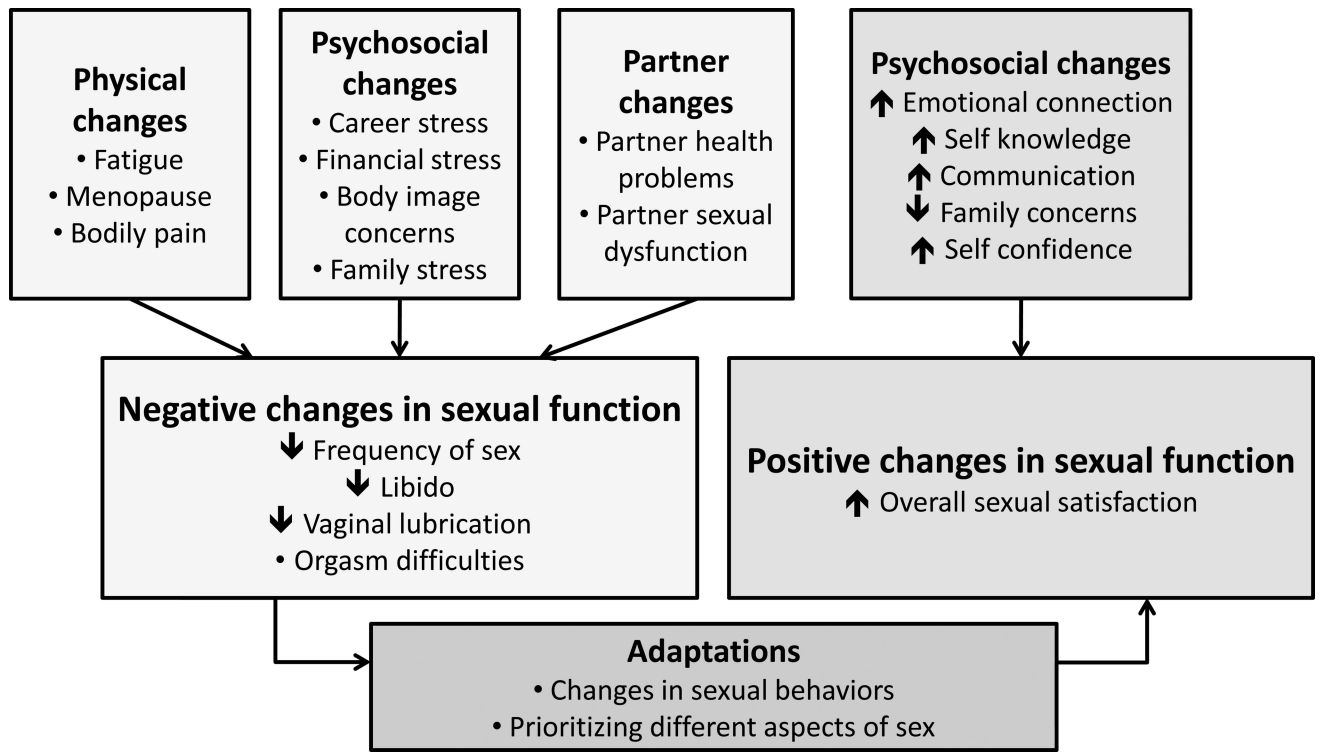 Physical
changes
• Fatigue
• Menopause
• Bodily pain
Psychosocial
changes
• Career stress
• Financial stress
• Body image
concerns
• Family stress
Partner
changes
• Partner health
problems
• Partner sexual
dysfunction
Psychosocial changes
↑ Emotional connection
↑ Self knowledge
↑ Communication
↓ Family concerns
↑ Self confidence
Negative changes in sexual function
↓ Frequency of sex
↓ Libido
↓ Vaginal lubrication
• Orgasm difficulties
Positive changes in sexual function
↑ Overall sexual satisfaction
Adaptations
• Changes in sexual behaviors
• Prioritizing different aspects of sex